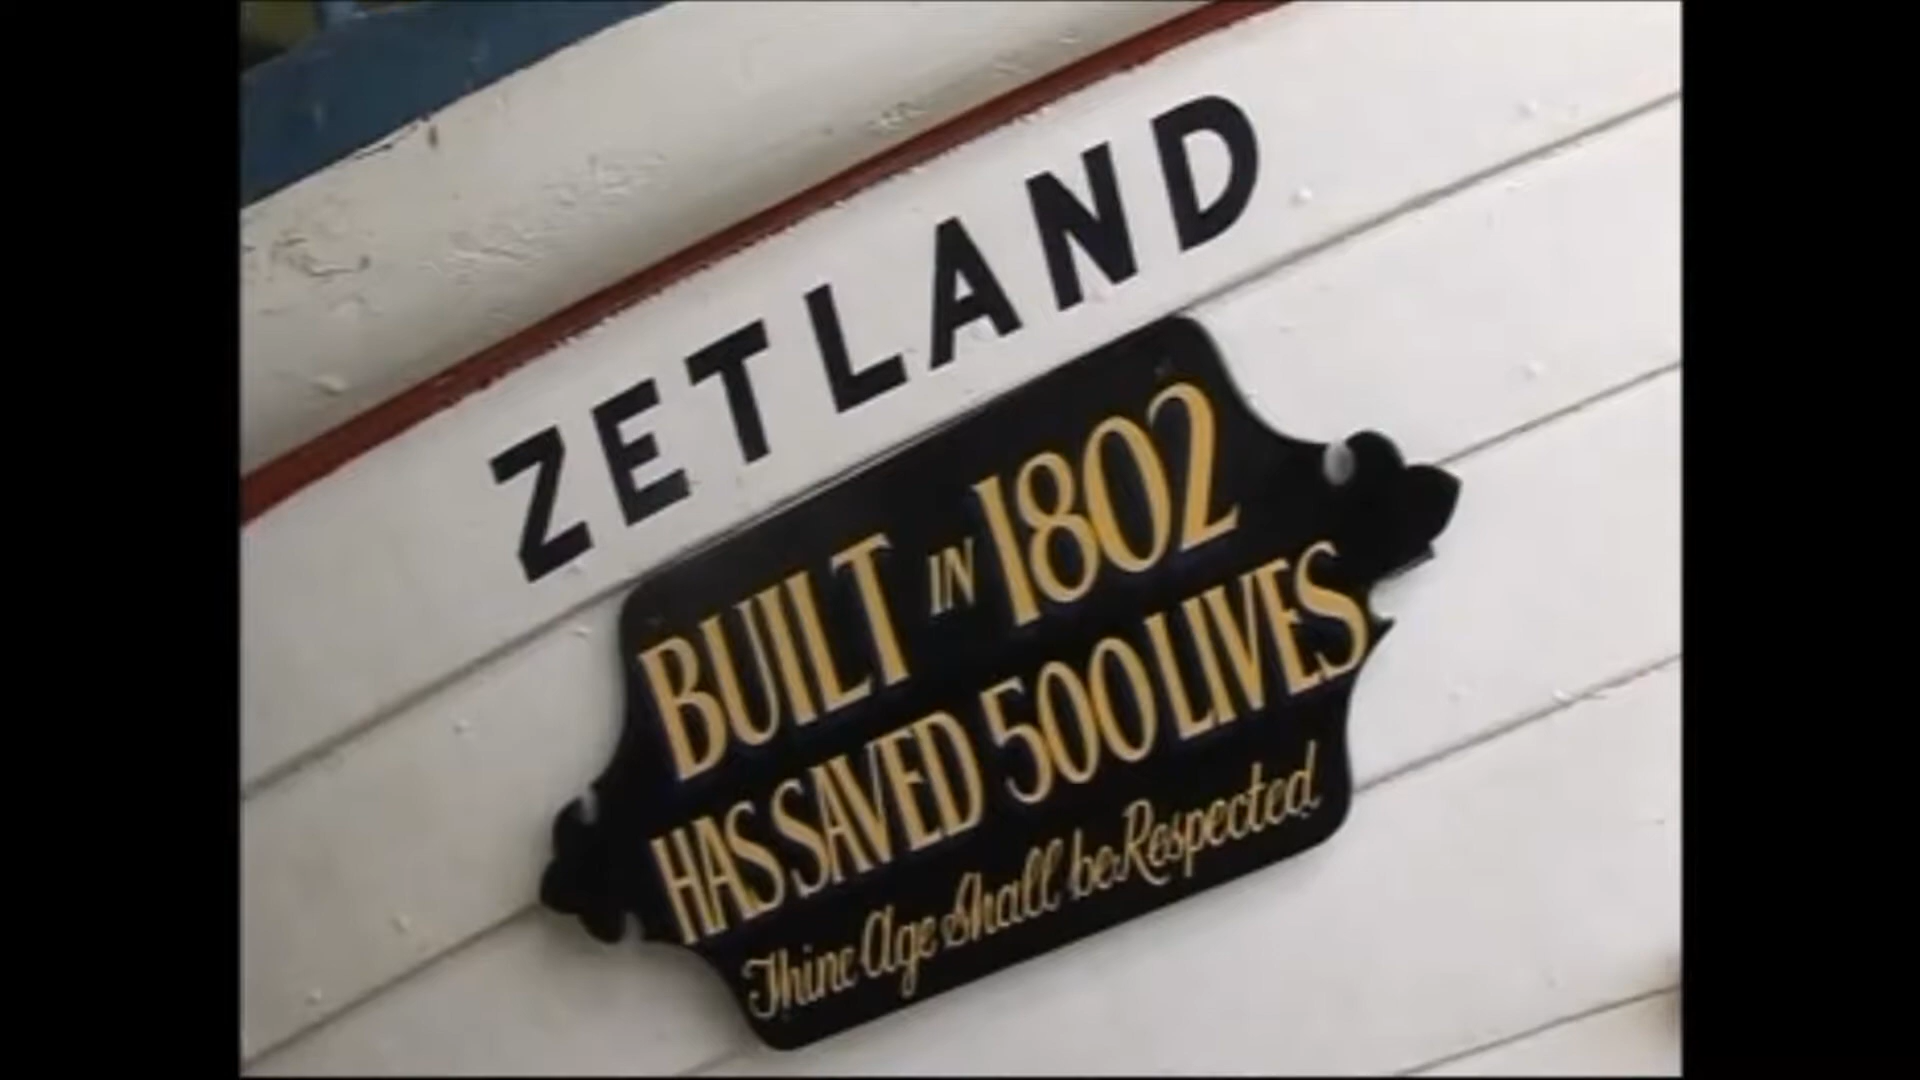 ZETLAND
BUILT IN 1802
HAS SAVED 500 LIVES
Thine Age Shall be Respected